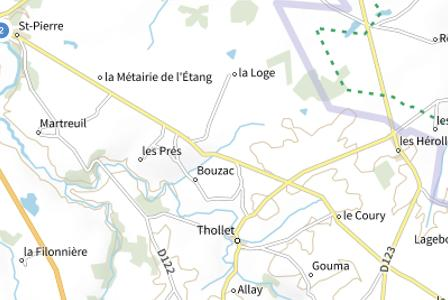 2
St-Pierre
la Métairie de l'Étang
la Loge
Martreuil
les Prés
les Héroll
Bouzac
le Coury
Thollet
Lagebo
la Filonnière
D122
D123
Gouma
Allay